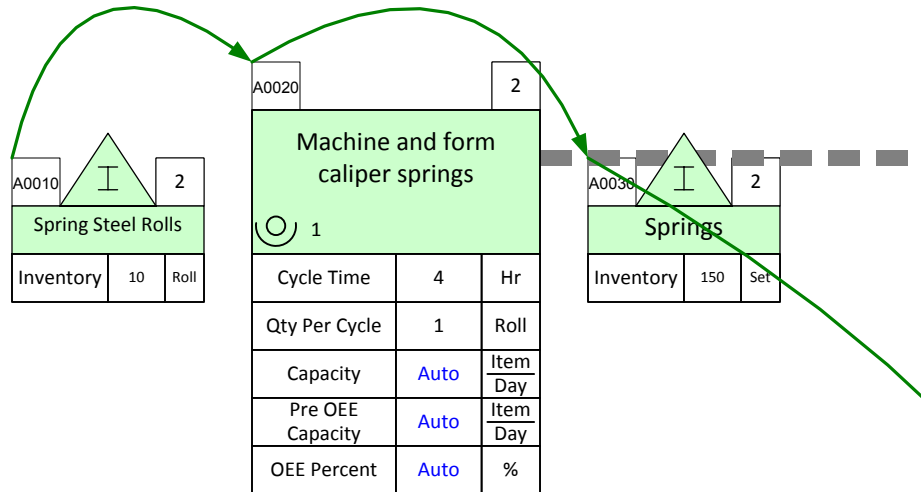 A0010
2
Spring Steel Rolls
Inventory 10 Roll
A0020
2
Machine and form
caliper springs
1
Cycle Time 4 Hr
Qty Per Cycle 1 Roll
Capacity Auto Item
Day
Pre OEE
Capacity Auto Item
Day
OEE Percent Auto %
A0030
2
Springs
Inventory 150 Set